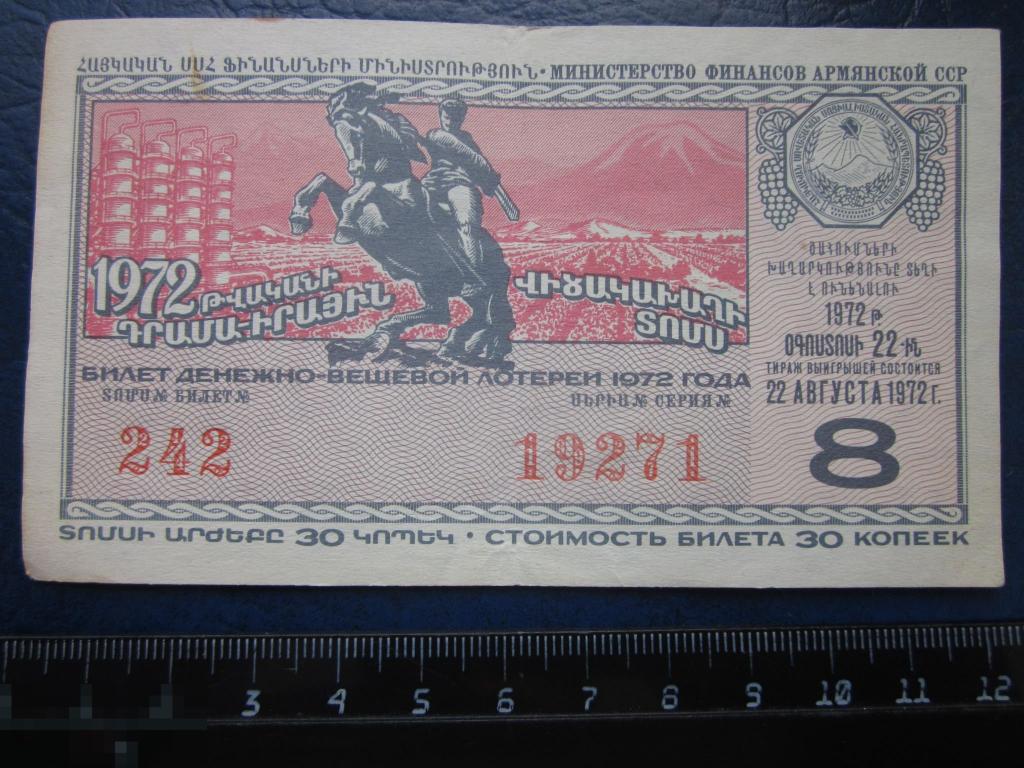 ՀԱՅԿԱԿԱՆ ՍՍՀ ՖԻՆԱՆՍՆԵՐԻ ՄԻՆԻՍՏՐՈՒԹՅՈՒՆ • МИНИСТЕРСТВО ФИНАНСОВ АРМЯНСКОЙ ССР
1972 ԹՎԱԿԱՆԻ
ԴՐԱՄԱ-ԻՐԱՅԻՆ
ՎԻՃԱԿԱԽԱՂԻ
ՏՈՄՍ
БИЛЕТ ДЕНЕЖНО-ВЕЩЕВОЙ ЛОТЕРЕИ 1972 ГОДА
ՏՈՄՍ № БИЛЕТ №
ՍԵՐԻԱ № СЕРИЯ №
242
19271
ՇԱՀՈՒՄՆԵՐԻ
ԽԱՂԱՐԿՈՒԹՅՈՒՆԸ ՏԵՂԻ
Է ՈՒՆԵՆԱԼՈՒ
1972 Թ
ՕԳՈՍՏՈՍԻ 22-ԻՆ
ТИРАЖ ВЫИГРЫШЕЙ СОСТОИТСЯ
22 АВГУСТА 1972 Г.
8
ՏՈՄՍԻ ԱՐԺԵՔԸ 30 ԿՈՊԵԿ • СТОИМОСТЬ БИЛЕТА 30 КОПЕЕК
3 4 5 6 7 8 9 10 11 12